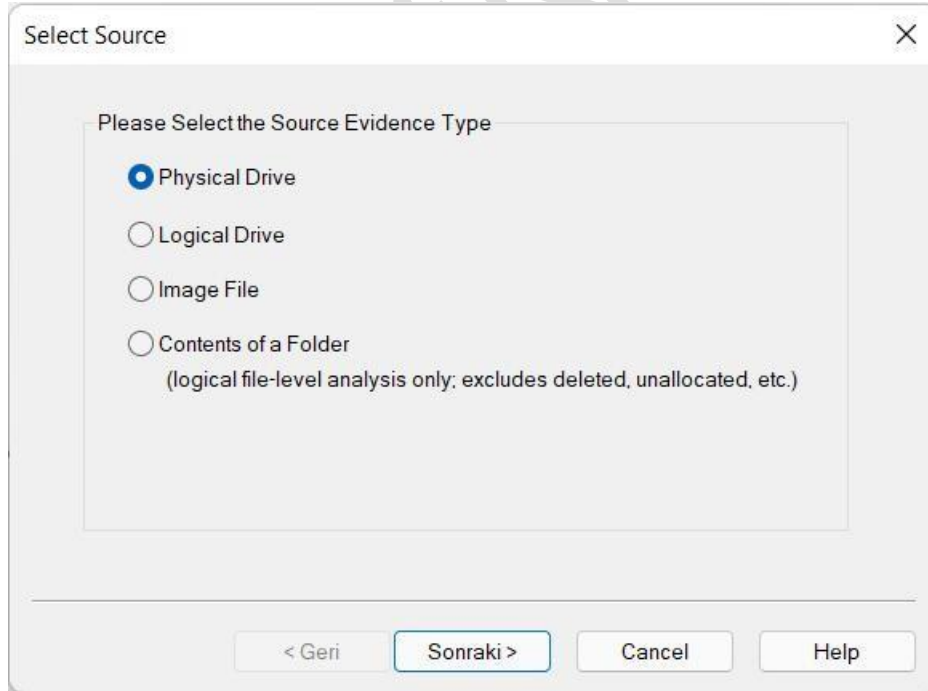 Select Source
Please Select the Source Evidence Type
Physical Drive
Logical Drive
Image File
Contents of a Folder
(logical file-level analysis only; excludes deleted, unallocated, etc.)
< Geri Sonraki > Cancel Help